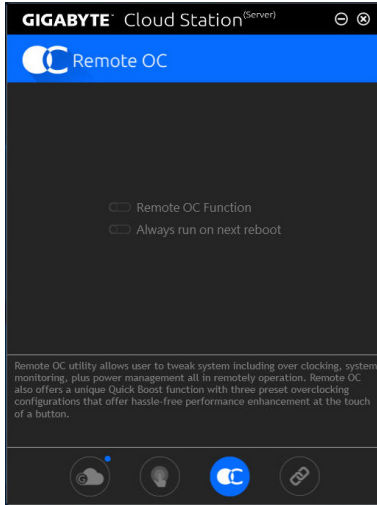 GIGABYTE™ Cloud Station(Server)
Remote OC
Remote OC Function
Always run on next reboot
Remote OC utility allows user to tweak system including over clocking, system
monitoring, plus power management all in remotely operation. Remote OC
also offers a unique Quick Boost function with three preset overclocking
configurations that offer hassle-free performance enhancement at the touch
of a button.
G